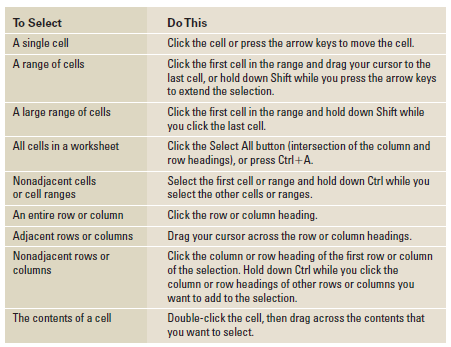 To Select Do This
A single cell Click the cell or press the arrow keys to move the cell.
A range of cells Click the first cell in the range and drag your cursor to the
last cell, or hold down Shift while you press the arrow keys
to extend the selection.
A large range of cells Click the first cell in the range and hold down Shift while
you click the last cell.
All cells in a worksheet Click the Select All button (intersection of the column and
row headings), or press Ctrl+A.
Nonadjacent cells Select the first cell or range and hold down Ctrl while you
or cell ranges select the other cells or ranges.
An entire row or column Click the row or column heading.
Adjacent rows or columns Drag your cursor across the row or column headings.
Nonadjacent rows or Click the column or row heading of the first row or column
columns of the selection. Hold down Ctrl while you click the
column or row headings of other rows or columns you
want to add to the selection.
The contents of a cell Double-click the cell, then drag across the contents that
you want to select.